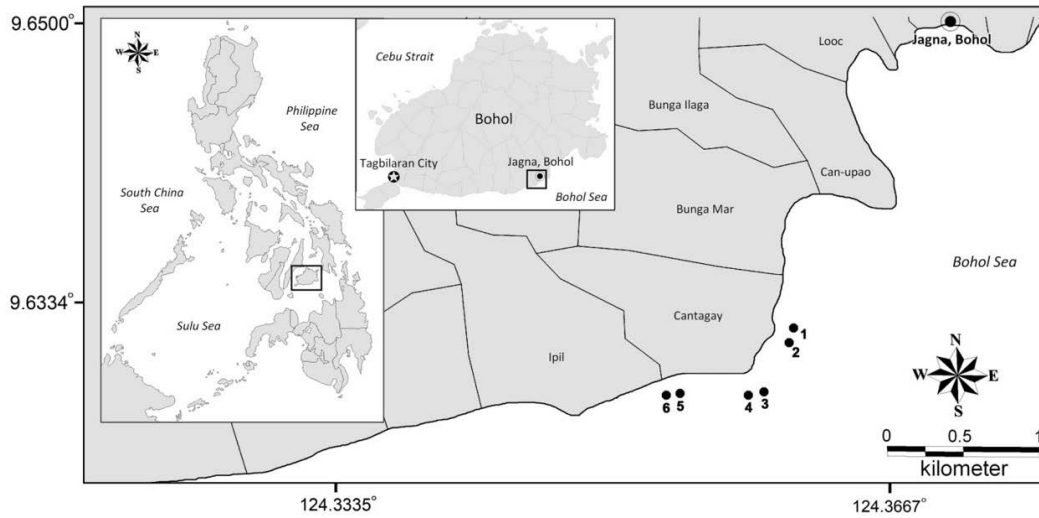 9.6500°
9.6334°
124.3335°
124.3667°
N
W E
S
Philippine
Sea
South China
Sea
Sulu Sea
Cebu Strait
Bohol
Tagbilaran City
Jagna, Bohol
Bohol Sea
Looc
Jagna, Bohol
Bunga Ilaga
Can-upao
Bunga Mar
Bohol Sea
Cantagay
Ipil
1
2
3
4
5
6
N
W E
S
0 0.5 1
kilometer